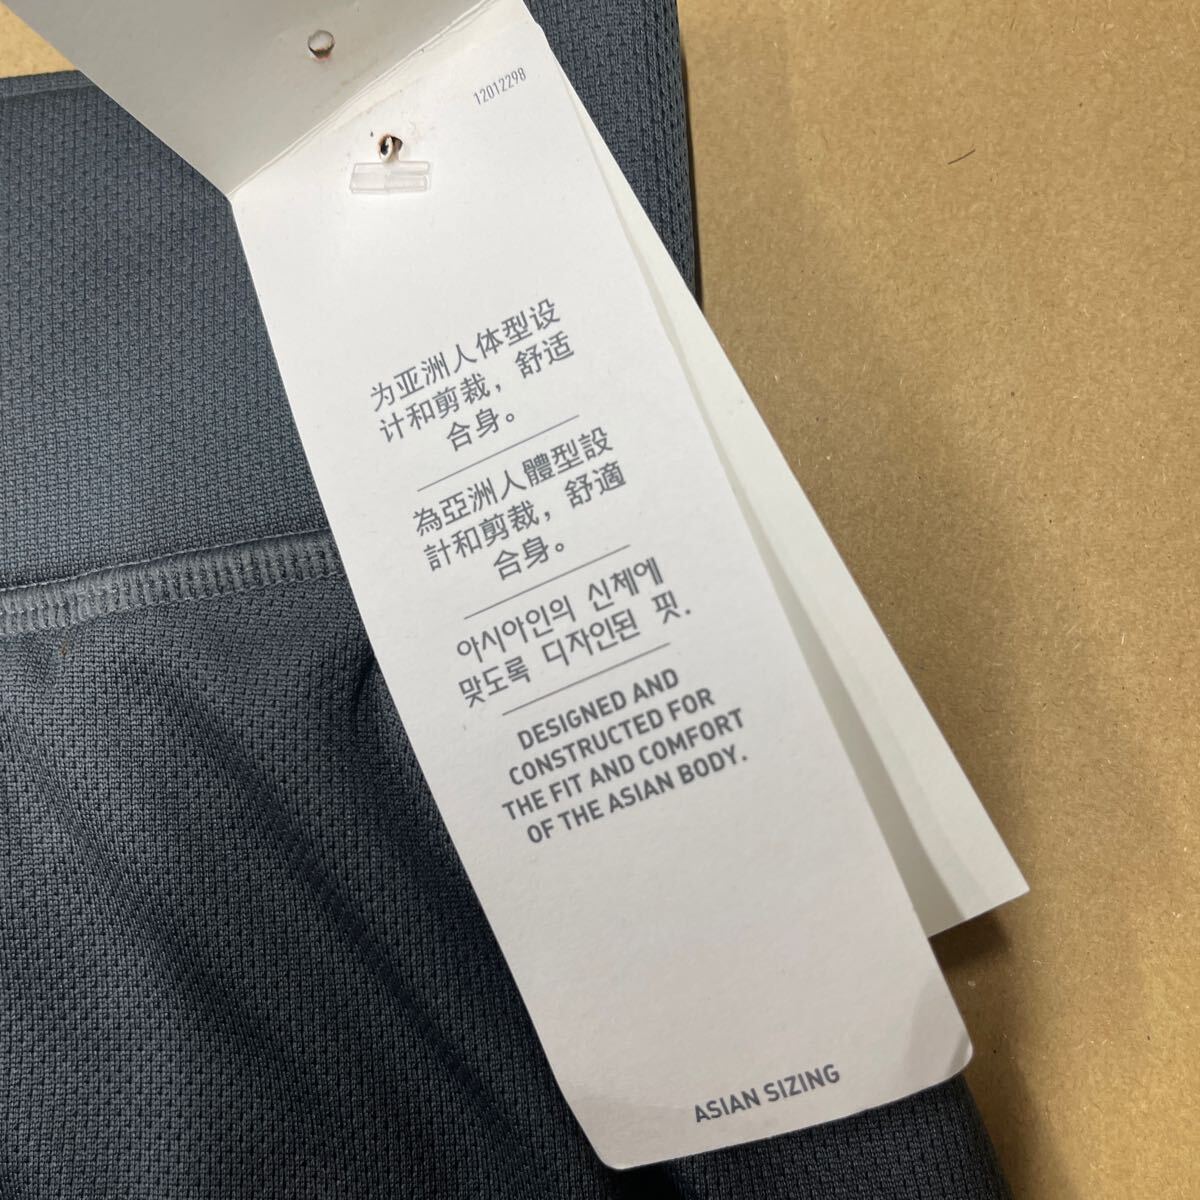 12012298
为亚洲人体型设
计和剪裁，舒适
合身。
為亞洲人體型設
計和剪裁，舒適
合身。
아시아인의 신체에
맞도록 디자인된 핏.
DESIGNED AND
CONSTRUCTED FOR
THE FIT AND COMFORT
OF THE ASIAN BODY.
ASIAN SIZING